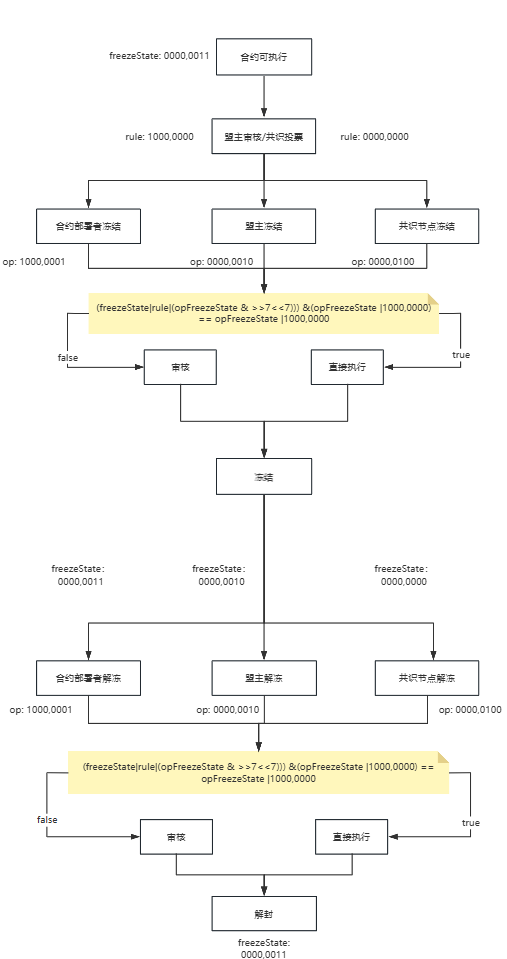 freezeState: 0000,0011
合约可执行
rule: 1000,0000
盟主审核/共识投票
rule: 0000,0000
合约部署者冻结
盟主冻结
共识节点冻结
op: 1000,0001
op: 0000,0010
op: 0000,0100
(freezeState|rule|(opFreezeState & >>7<<7))) &(opFreezeState |1000,0000)
== opFreezeState |1000,0000
false
true
审核
直接执行
冻结
freezeState:
0000,0011
freezeState:
0000,0010
freezeState:
0000,0000
合约部署者解冻
盟主解冻
共识节点解冻
op: 1000,0001
op: 0000,0010
op: 0000,0100
(freezeState|rule|(opFreezeState & >>7<<7))) &(opFreezeState |1000,0000) ==
opFreezeState |1000,0000
false
true
审核
直接执行
解封
freezeState:
0000,0011